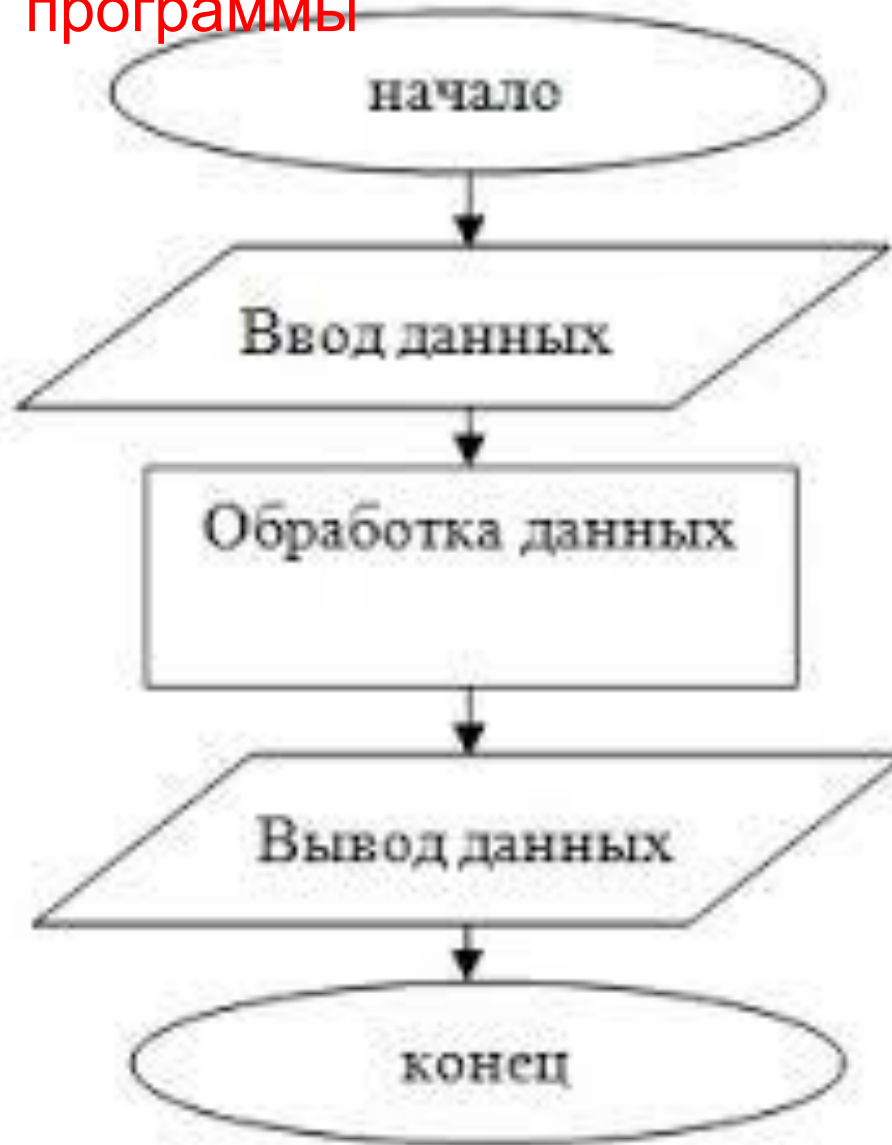 программы
начало
Ввод данных
Обработка данных
Вывод данных
конец